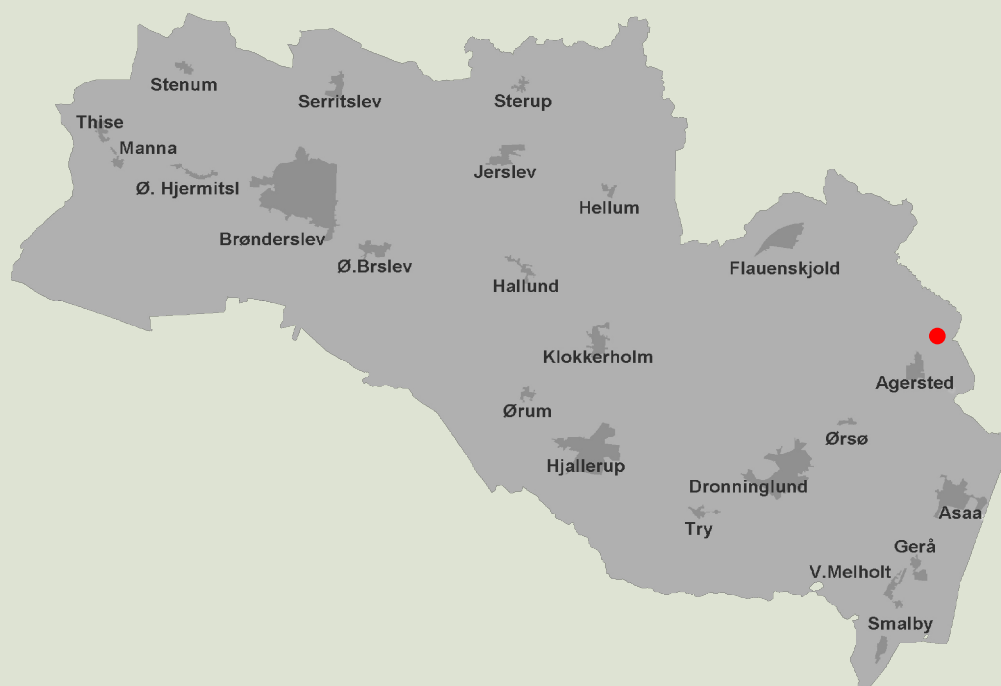 Stenum
Serritslev
Sterup
Thise
Manna
Ø. Hjermitsl
Jerslev
Hellum
Brønderslev
Ø.Brslev
Hallund
Flauenskjold
Klokkerholm
Agersted
Ørum
Ørsø
Hjallerup
Dronninglund
Try
Asaa
Gerå
V.Melholt
Smalby